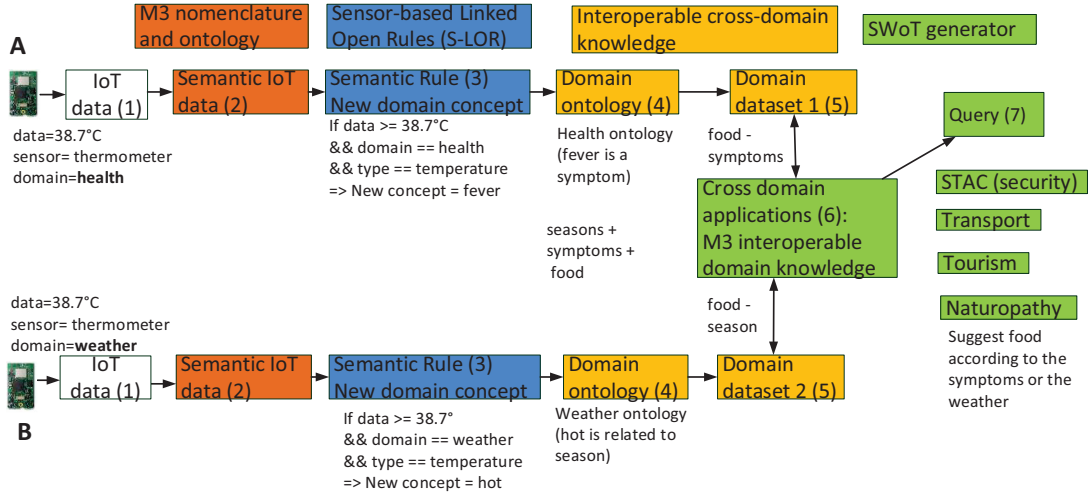 M3 nomenclature
and ontology
Sensor-based Linked
Open Rules (S-LOR)
Interoperable cross-domain
knowledge
SWoT generator
A
IoT
data (1)
Semantic IoT
data (2)
Semantic Rule (3)
New domain concept
Domain
ontology (4)
Domain
dataset 1 (5)
Query (7)
data=38.7°C
sensor= thermometer
domain=health
If data >= 38.7°C
&& domain == health
&& type == temperature
=> New concept = fever
Health ontology
(fever is a
symptom)
food -
symptoms
Cross domain
applications (6):
M3 interoperable
domain knowledge
STAC (security)
Transport
Tourism
Naturopathy
Suggest food
according to the
symptoms or the
weather
seasons +
symptoms +
food
food -
season
data=38.7°C
sensor= thermometer
domain=weather
IoT
data (1)
Semantic IoT
data (2)
Semantic Rule (3)
New domain concept
Domain
ontology (4)
Domain
dataset 2 (5)
B
If data >= 38.7°
&& domain == weather
&& type == temperature
=> New concept = hot
Weather ontology
(hot is related to
season)